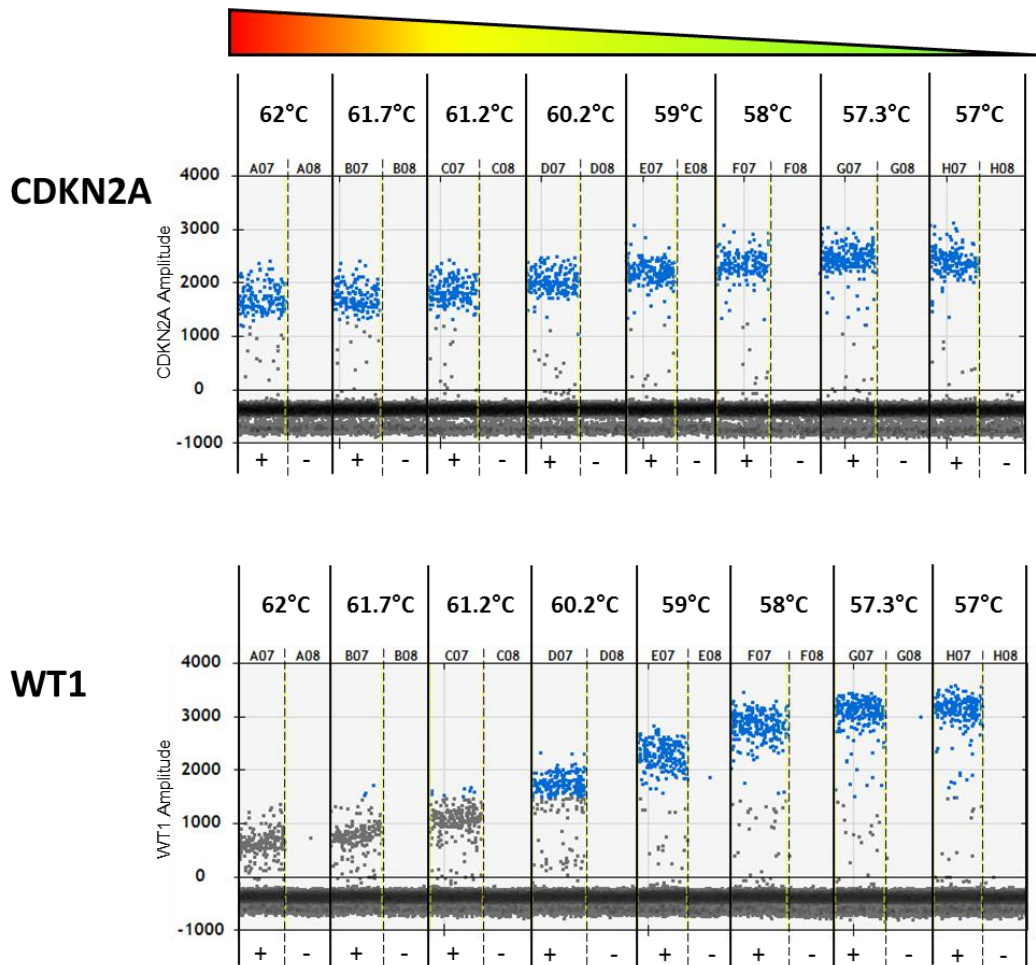 62°C 61.7°C 61.2°C 60.2°C 59°C 58°C 57.3°C 57°C
A07 A08 B07 B08 C07 C08 D07 D08 E07 E08 F07 F08 G07 G08 H07 H08
CDKN2A
CDKN2A Amplitude
4000
3000
2000
1000
0
-1000
+ - + - + - + - + - + - + - + -
62°C 61.7°C 61.2°C 60.2°C 59°C 58°C 57.3°C 57°C
A07 A08 B07 B08 C07 C08 D07 D08 E07 E08 F07 F08 G07 G08 H07 H08
WT1
WT1 Amplitude
4000
3000
2000
1000
0
-1000
+ - + - + - + - + - + - + - + -